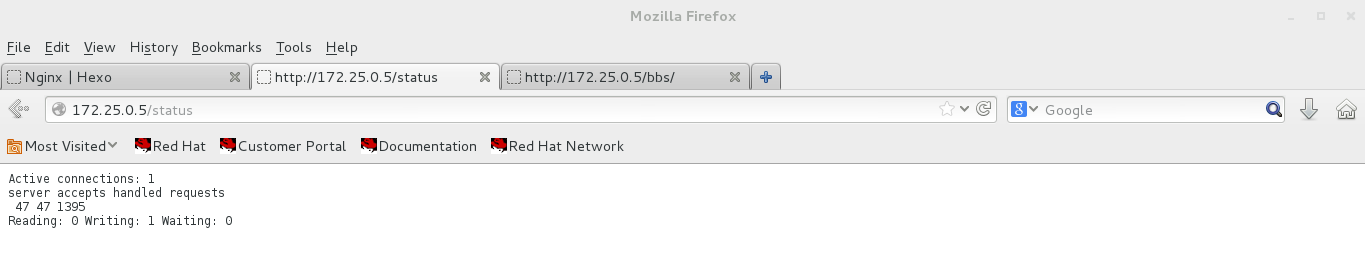 Mozilla Firefox
File Edit View History Bookmarks Tools Help
Nginx | Hexo http://172.25.0.5/status http://172.25.0.5/bbs/
172.25.0.5/status Google
Most Visited Red Hat Customer Portal Documentation Red Hat Network
Active connections: 1
server accepts handled requests
 47 47 1395
Reading: 0 Writing: 1 Waiting: 0